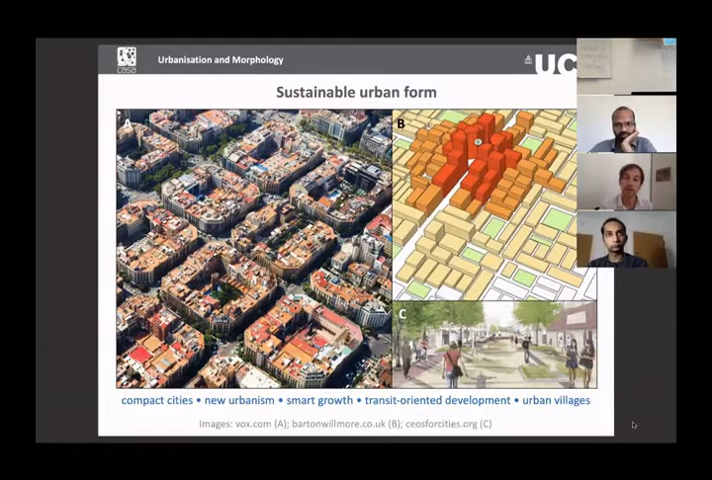 casa
Urbanisation and Morphology
UC
Sustainable urban form
A
B
C
compact cities • new urbanism • smart growth • transit-oriented development • urban villages
Images: vox.com (A); bartonwillmore.co.uk (B); ceosforcities.org (C)